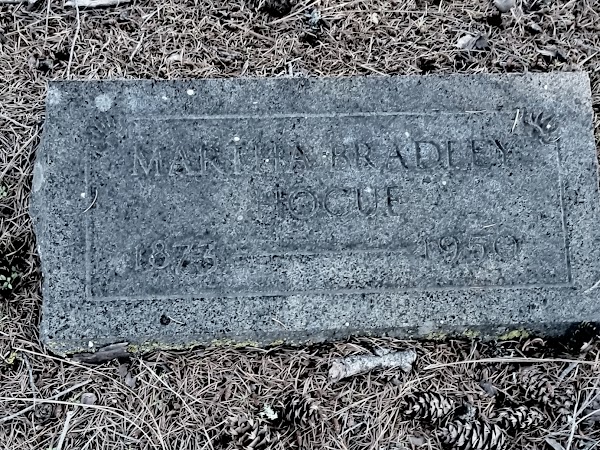 MARTHA BRADLEY
HOGUE
1873 — 1950